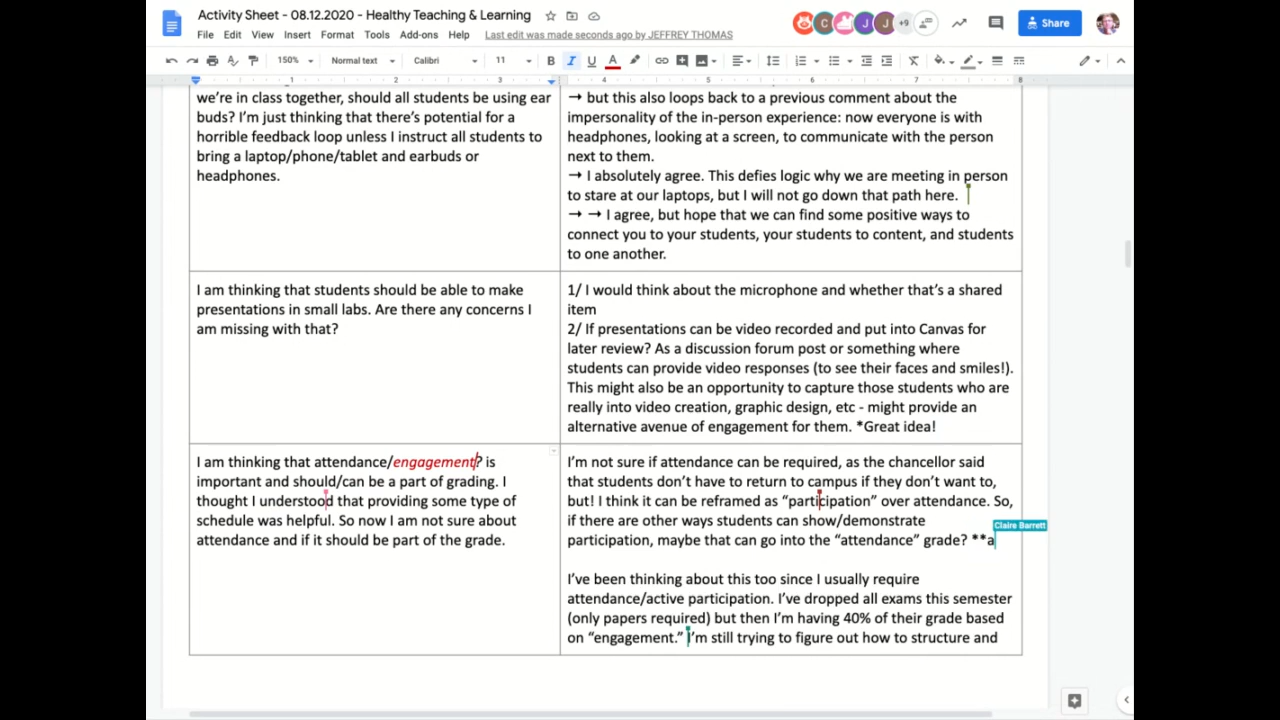 Activity Sheet - 08.12.2020 - Healthy Teaching & Learning
C J J +9
Share
File Edit View Insert Format Tools Add-ons Help Last edit was made seconds ago by JEFFREY THOMAS
150% Normal text Calibri 11 B I U A
1 2 3 4 5 6 7 8
we're in class together, should all students be using ear
buds? I'm just thinking that there's potential for a
horrible feedback loop unless I instruct all students to
bring a laptop/phone/tablet and earbuds or
headphones.
→ but this also loops back to a previous comment about the
impersonality of the in-person experience: now everyone is with
headphones, looking at a screen, to communicate with the person
next to them.
→ I absolutely agree. This defies logic why we are meeting in person
to stare at our laptops, but I will not go down that path here.
→ → I agree, but hope that we can find some positive ways to
connect you to your students, your students to content, and students
to one another.
I am thinking that students should be able to make
presentations in small labs. Are there any concerns I
am missing with that?
1/ I would think about the microphone and whether that's a shared
item
2/ If presentations can be video recorded and put into Canvas for
later review? As a discussion forum post or something where
students can provide video responses (to see their faces and smiles!).
This might also be an opportunity to capture those students who are
really into video creation, graphic design, etc - might provide an
alternative avenue of engagement for them. *Great idea!
I am thinking that attendance/engagement? is
important and should/can be a part of grading. I
thought I understood that providing some type of
schedule was helpful. So now I am not sure about
attendance and if it should be part of the grade.
I'm not sure if attendance can be required, as the chancellor said
that students don't have to return to campus if they don't want to,
but! I think it can be reframed as "participation" over attendance. So,
if there are other ways students can show/demonstrate
Claire Barrett
participation, maybe that can go into the "attendance" grade? **a
I've been thinking about this too since I usually require
attendance/active participation. I've dropped all exams this semester
(only papers required) but then I'm having 40% of their grade based
on "engagement." I'm still trying to figure out how to structure and